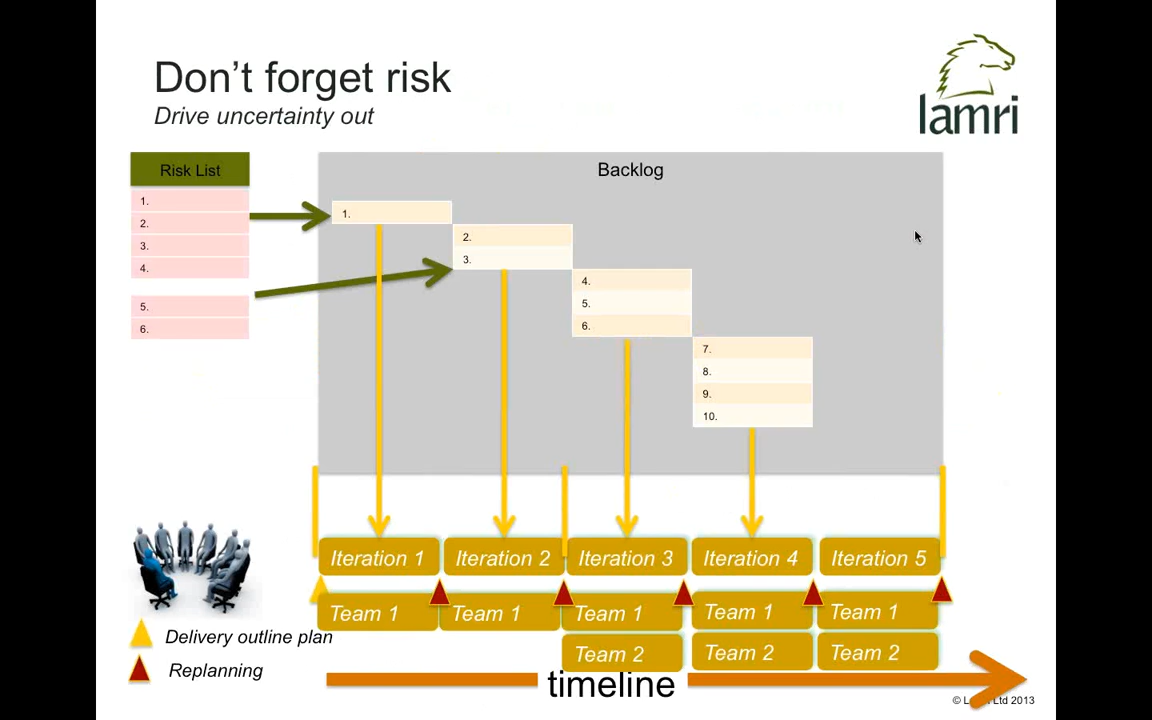 Don't forget risk
Drive uncertainty out
lamri
Risk List
1.
2.
3.
4.
5.
6.
Backlog
1.
2.
3.
4.
5.
6.
7.
8.
9.
10.
Iteration 1
Iteration 2
Iteration 3
Iteration 4
Iteration 5
Team 1
Team 1
Team 1
Team 1
Team 1
Team 2
Team 2
Team 2
Delivery outline plan
Replanning
timeline
© Ltd 2013